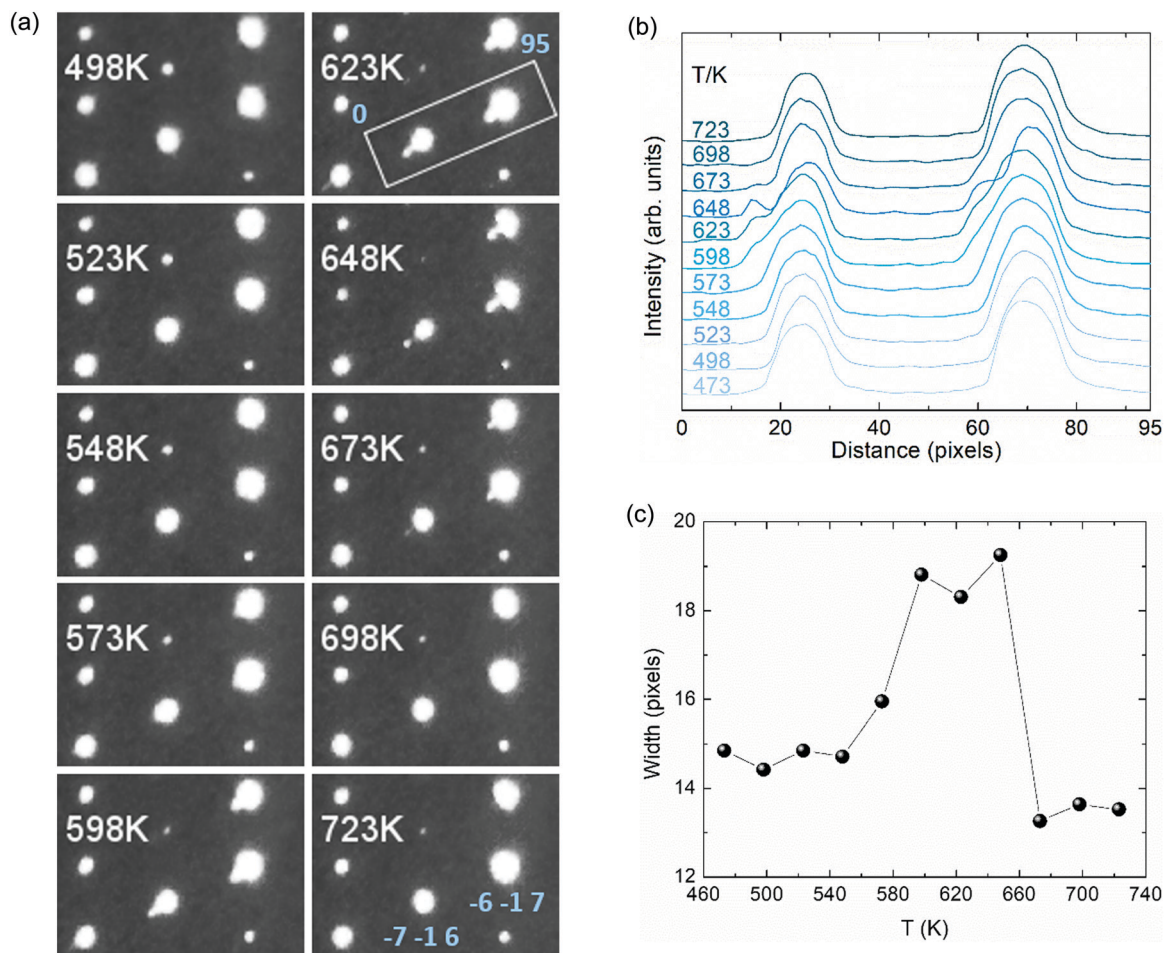 (a)
498K
623K
95
0
523K
648K
548K
673K
573K
698K
598K
723K
-6 -1 7
-7 -1 6
(b)
T/K
723
698
673
648
623
598
573
548
523
498
473
Intensity (arb. units)
0 20 40 60 80 95
Distance (pixels)
(c)
20
18
16
14
12
Width (pixels)
460 500 540 580 620 660 700 740
T (K)